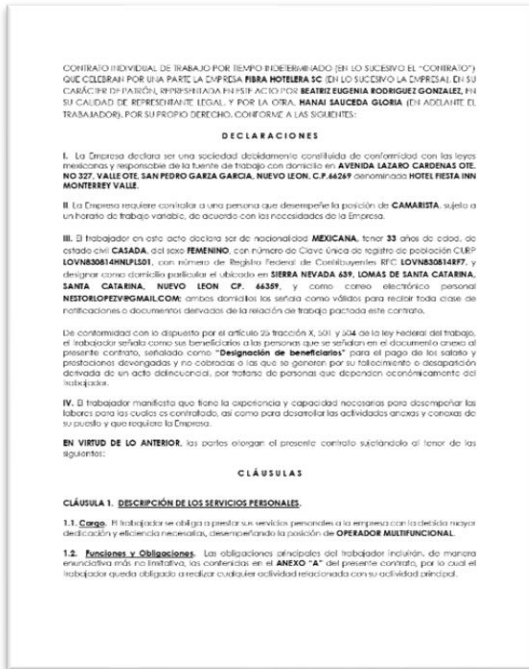 CONTRATO INDIVIDUAL DE TRABAJO POR TIEMPO INDETERMINADO (EN LO SUCESIVO EL "CONTRATO")
QUE CELEBRAN POR UNA PARTE LA EMPRESA FIBRA HOTELERA SC (EN LO SUCESIVO LA EMPRESA), EN SU
CARÁCTER DE PATRÓN, REPRESENTADA EN ESTE ACTO POR BEATRIZ EUGENIA RODRIGUEZ GONZALEZ, EN
SU CALIDAD DE REPRESENTANTE LEGAL, Y POR LA OTRA, HANAI SAUCEDA GLORIA (EN ADELANTE EL
TRABAJADOR), POR SU PROPIO DERECHO, CONFORME A LAS SIGUIENTES:
DECLARACIONES
I. La Empresa declara ser una sociedad debidamente constituida de conformidad con las leyes
mexicanas y responsable de la fuente de trabajo con domicilio en AVENIDA LAZARO CARDENAS OTE.
NO 327, VALLE OTE, SAN PEDRO GARZA GARCIA, NUEVO LEON, C.P.66269 denominada HOTEL FIESTA INN
MONTERREY VALLE.
II. La Empresa requiere contratar a una persona que desempeñe la posición de CAMARISTA, sujeto a
un horario de trabajo variable, de acuerdo con las necesidades de la Empresa.
III. El trabajador en este acto declara ser de nacionalidad MEXICANA, tener 33 años de edad, de
estado civil CASADA, del sexo FEMENINO, con número de Clave única de registro de población CURP
LOVN830814HNLPLS01, con número de Registro Federal de Contribuyentes RFC LOVN830814RF7, y
designar como domicilio particular el ubicado en SIERRA NEVADA 639, LOMAS DE SANTA CATARINA,
SANTA CATARINA, NUEVO LEON CP. 66359, y como correo electrónico personal
NESTORLOPEZV@GMAIL.COM; ambos domicilios los señala como válidos para recibir toda clase de
notificaciones o documentos derivados de la relación de trabajo pactada este contrato.
De conformidad con lo dispuesto por el artículo 25 fracción X, 501 y 504 de la ley Federal del trabajo,
el trabajador señala como sus beneficiarios a las personas que se señalan en el documento anexo al
presente contrato, señalado como "Designación de beneficiarios" para el pago de los salario y
prestaciones devengadas y no cobradas o las que se generen por su fallecimiento o desaparición
derivada de un acto delincuencial, por tratarse de personas que dependen económicamente del
trabajador.
IV. El trabajador manifiesta que tiene la experiencia y capacidad necesarias para desempeñar las
labores para las cuales es contratado, así como para desarrollar las actividades anexas y conexas de
su puesto y que requiera la Empresa.
EN VIRTUD DE LO ANTERIOR, las partes otorgan el presente contrato sujetándolo al tenor de las
siguientes:
CLÁUSULAS
CLÁUSULA 1. DESCRIPCIÓN DE LOS SERVICIOS PERSONALES.
1.1. Cargo. El trabajador se obliga a prestar sus servicios personales a la empresa con la debida mayor
dedicación y eficiencia necesarias, desempeñando la posición de OPERADOR MULTIFUNCIONAL.
1.2. Funciones y Obligaciones. Las obligaciones principales del trabajador incluirán, de manera
enunciativa más no limitativa, las contenidas en el ANEXO "A" del presente contrato, por lo cual el
trabajador queda obligado a realizar cualquier actividad relacionada con su actividad principal.